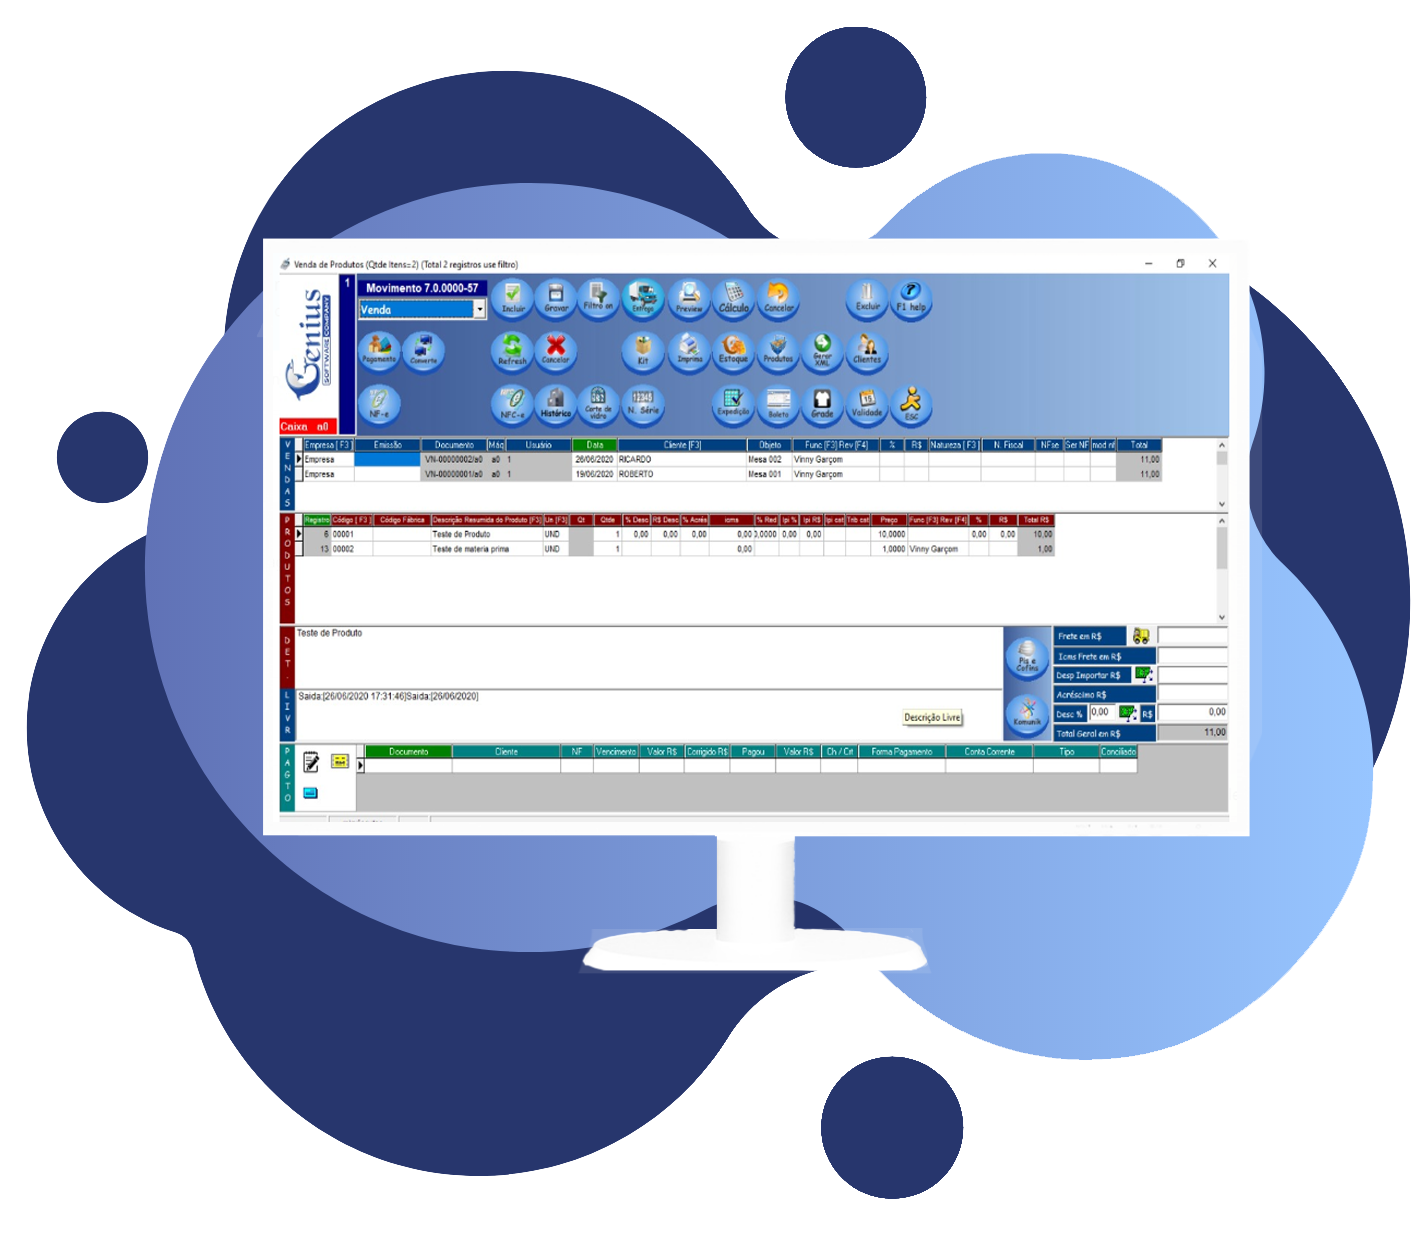 Venda de Produtos (Qtde Itens=2) (Total 2 registros use filtro)
Genius
SOFTWARE COMPANY
1
Movimento 7.0.0000-57
Venda
Incluir
Gravar
Filtro on
Entrega
Preview
Cálculo
Cancelar
Excluir
F1 help
Pagamento
Converte
Refresh
Cancelar
Kit
Imprime
Estoque
Produtos
Gerar XML
Clientes
NF-e
NFC-e
Histórico
Corte de vidro
12345
N. Série
Expedição
Boleto
Grade
15
Validade
ESC
Caixa a0
VENDAS
Empresa [F3] Emissão Documento Máq Usuário Data Cliente [F3] Objeto Func [F3] Rev [F4] % R$ Natureza [F3] N. Fiscal NFse Ser NF mod nf Total
Empresa VN-00000002/a0 a0 1 26/06/2020 RICARDO Mesa 002 Vinny Garçom 11,00
Empresa VN-00000001/a0 a0 1 19/06/2020 ROBERTO Mesa 001 Vinny Garçom 11,00
PRODUTOS
Registro Código [F3] Código Fábrica Descrição Resumida do Produto [F3] Un [F3] Qt Qtde % Desc R$ Desc % Acrés icms % Red Ipi % Ipi R$ Ipi cst Trib cst Preço Func [F3] Rev [F4] % R$ Total R$
6 00001 Teste de Produto UND 1 0,00 0,00 0,00 0,00 0,0000 0,00 0,00 10,0000 0,00 0,00 10,00
13 00002 Teste de materia prima UND 1 0,00 1,0000 Vinny Garçom 1,00
DET.
Teste de Produto
Pis e Cofins
Frete em R$
Icms Frete em R$
Desp Importar R$
LIVR
Saida:[26/06/2020 17:31:46]Saida:[26/06/2020]
Descrição Livre
Komunik
Acréscimo R$
Desc % 0,00 R$ 0,00
Total Geral em R$ 11,00
PAGTO
Documento Cliente NF Vencimento Valor R$ Corrigido R$ Pagou Valor R$ Ch / Crt Forma Pagamento Conta Corrente Tipo Conciliado